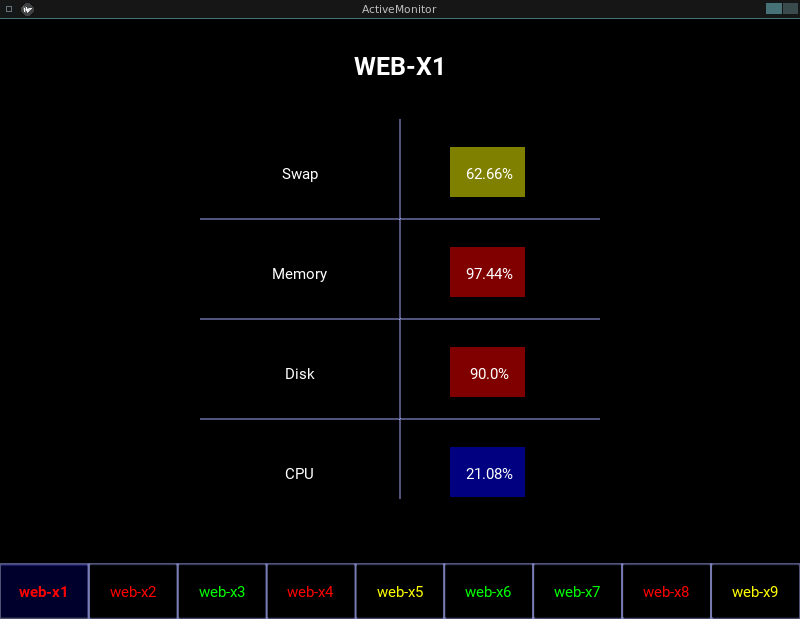 ActiveMonitor
WEB-X1
Swap 62.66%
Memory 97.44%
Disk 90.0%
CPU 21.08%
web-x1 web-x2 web-x3 web-x4 web-x5 web-x6 web-x7 web-x8 web-x9